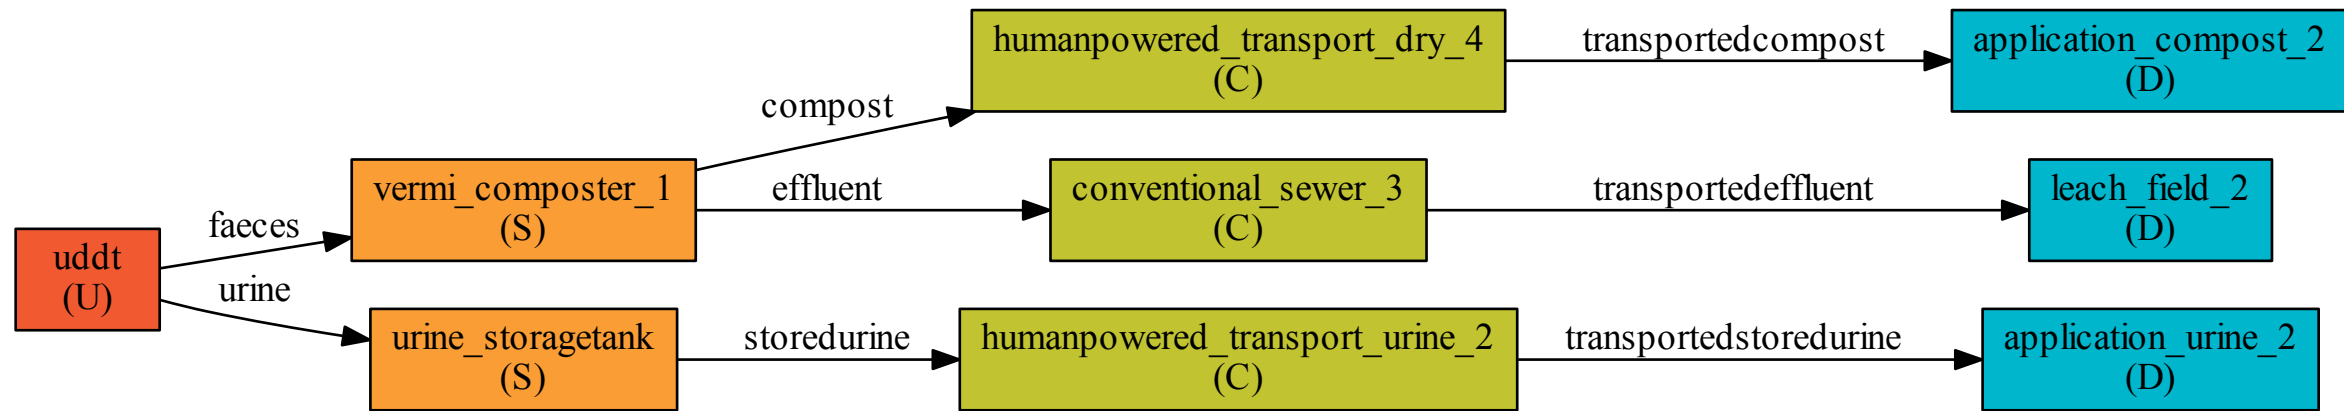 uddt
(U)
faeces
urine
vermi_composter_1
(S)
urine_storagetank
(S)
compost
effluent
storedurine
humanpowered_transport_dry_4
(C)
conventional_sewer_3
(C)
humanpowered_transport_urine_2
(C)
transportedcompost
transportedeffluent
transportedstoredurine
application_compost_2
(D)
leach_field_2
(D)
application_urine_2
(D)